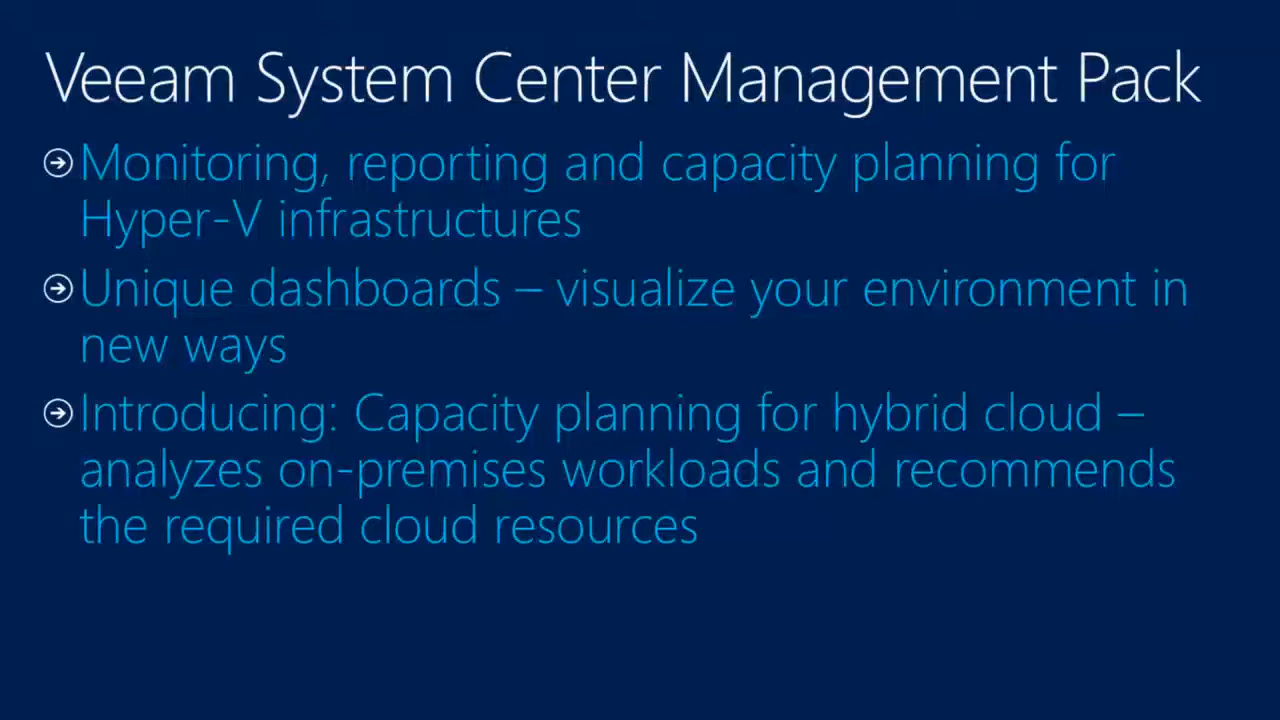 Veeam System Center Management Pack
Monitoring, reporting and capacity planning for
Hyper-V infrastructures
Unique dashboards – visualize your environment in
new ways
Introducing: Capacity planning for hybrid cloud –
analyzes on-premises workloads and recommends
the required cloud resources